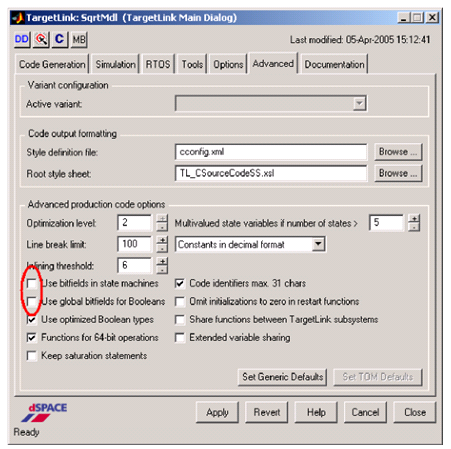 TargetLink: SqrtMdl (TargetLink Main Dialog)
DD C MB Last modified: 05-Apr-2005 15:12:41
Code Generation Simulation RTOS Tools Options Advanced Documentation
Variant configuration
Active variant:
Code output formatting
Style definition file: cconfig.xml Browse ...
Root style sheet: TL_CSourceCodeSS.xsl Browse ...
Advanced production code options
Optimization level: 2 Multivalued state variables if number of states > 5
Line break limit: 100 Constants in decimal format
Inlining threshold: 6
Use bitfields in state machines Code identifiers max. 31 chars
Use global bitfields for Booleans Omit initializations to zero in restart functions
Use optimized Boolean types Share functions between TargetLink subsystems
Functions for 64-bit operations Extended variable sharing
Keep saturation statements
Set Generic Defaults Set TOM Defaults
dSPACE Apply Revert Help Cancel Close
Ready